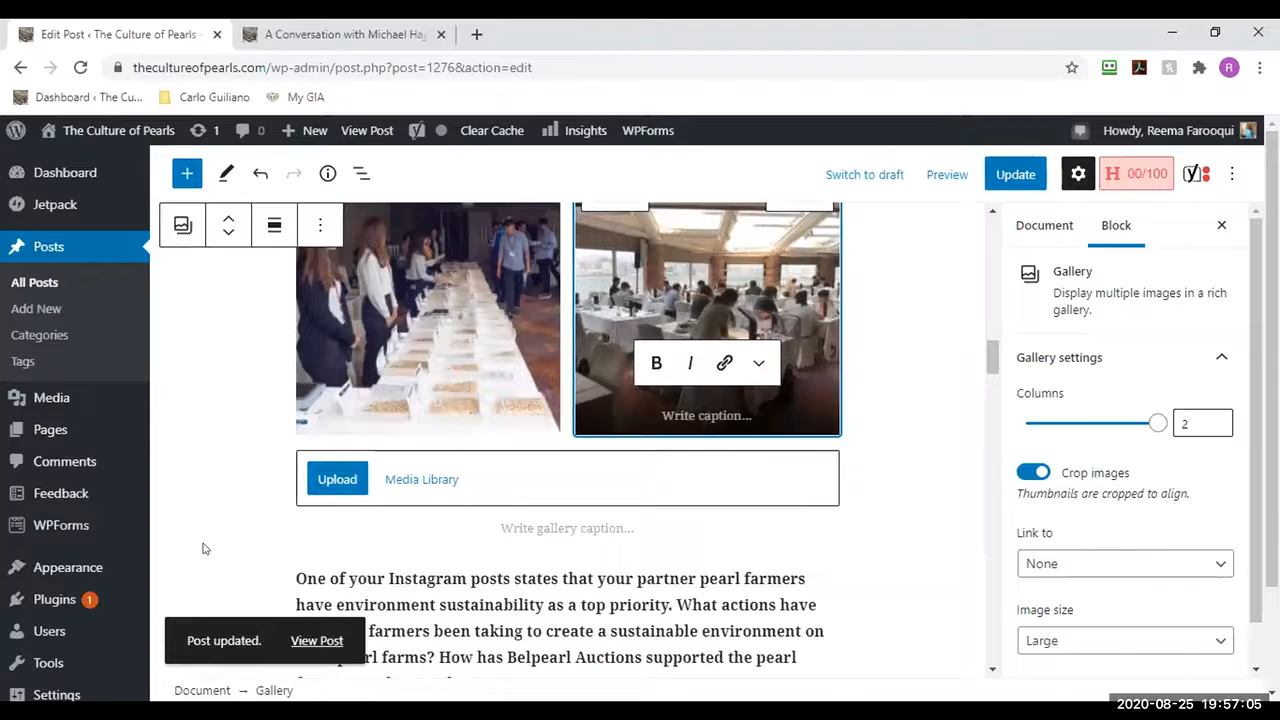 Edit Post ‹ The Culture of Pearls
A Conversation with Michael Ha
thecultureofpearls.com/wp-admin/post.php?post=1276&action=edit
R
Dashboard ‹ The Cu...
Carlo Guiliano
My GIA
The Culture of Pearls
1
0
New
View Post
Clear Cache
Insights
WPForms
Howdy, Reema Farooqui
Dashboard
Jetpack
Posts
All Posts
Add New
Categories
Tags
Media
Pages
Comments
Feedback
WPForms
Appearance
Plugins 1
Users
Tools
Settings
Switch to draft
Preview
Update
H 00/100
B I
Write caption...
Upload
Media Library
Write gallery caption...
One of your Instagram posts states that your partner pearl farmers
have environment sustainability as a top priority. What actions have
farmers been taking to create a sustainable environment on
rl farms? How has Belpearl Auctions supported the pearl
Post updated.
View Post
Document → Gallery
Document
Block
Gallery
Display multiple images in a rich
gallery.
Gallery settings
Columns
2
Crop images
Thumbnails are cropped to align.
Link to
None
Image size
Large
2020-08-25 19:57:05